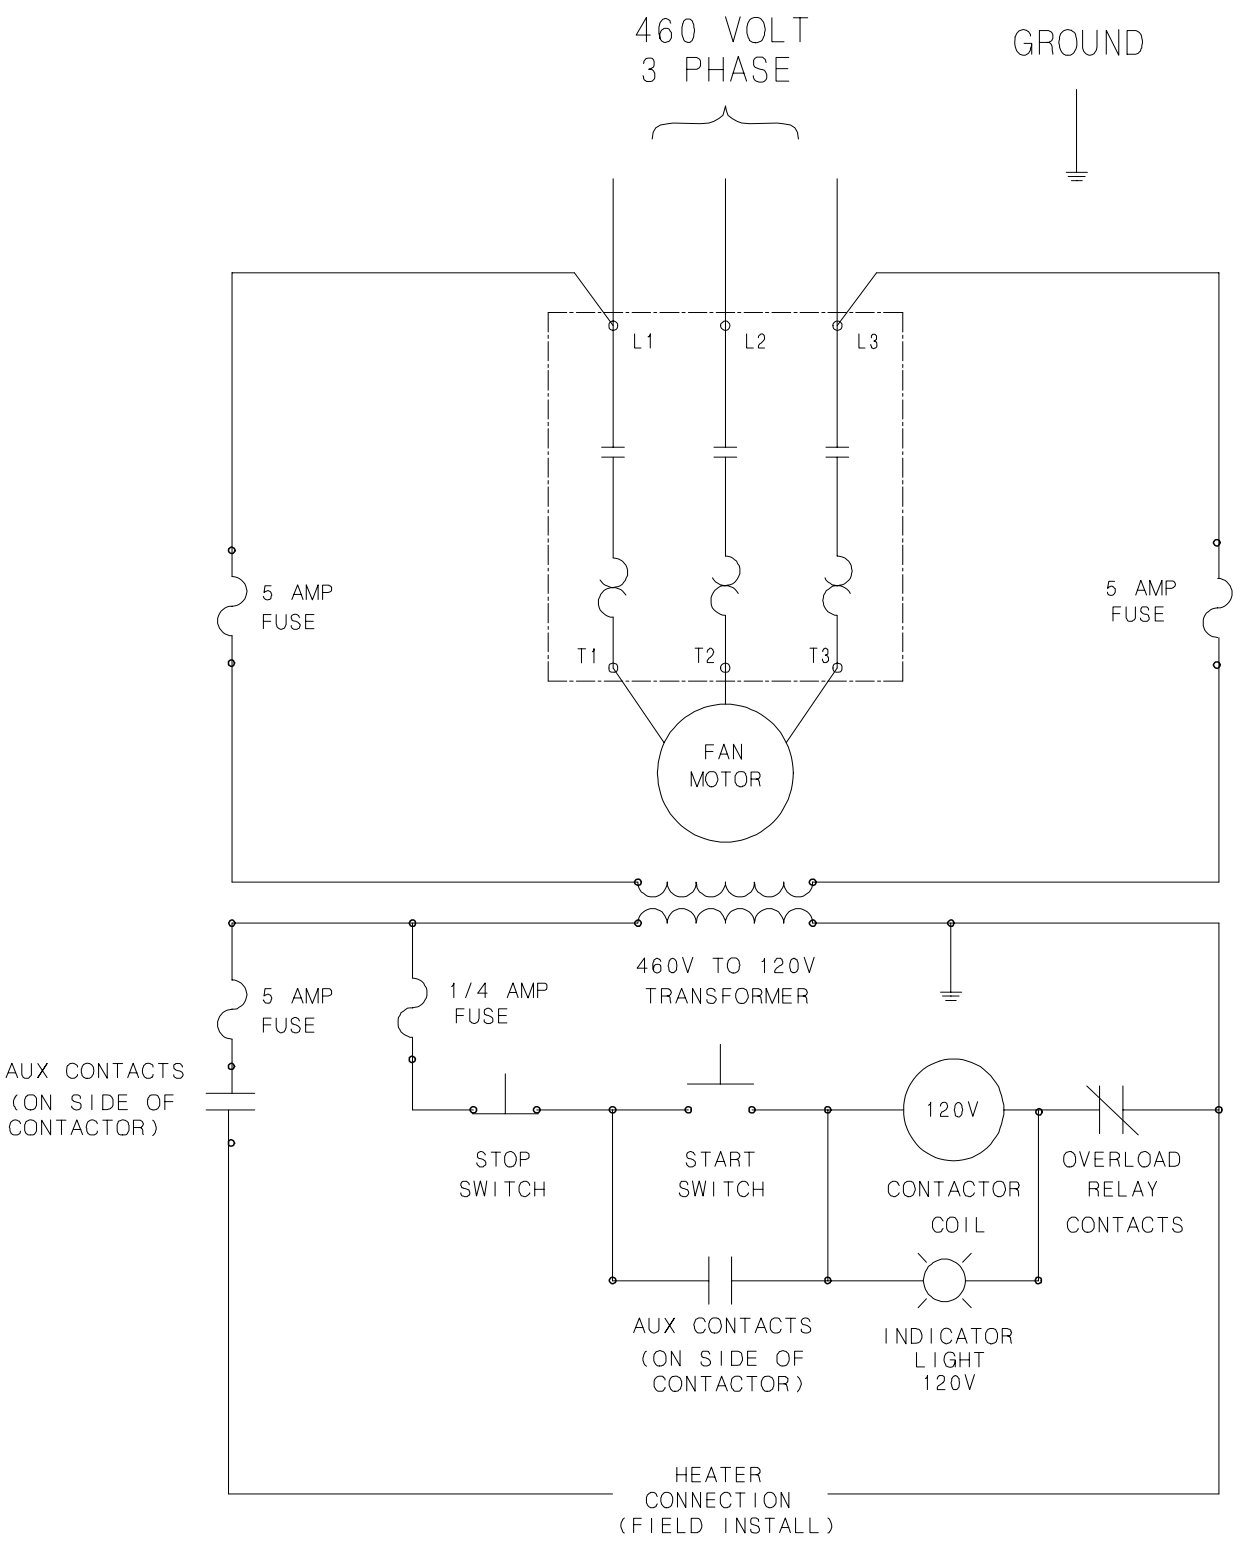 460 VOLT
3 PHASE
GROUND
L1
L2
L3
5 AMP
FUSE
5 AMP
FUSE
T1
T2
T3
FAN
MOTOR
460V TO 120V
TRANSFORMER
5 AMP
FUSE
1/4 AMP
FUSE
AUX CONTACTS
(ON SIDE OF
CONTACTOR)
120V
STOP
SWITCH
START
SWITCH
CONTACTOR
COIL
OVERLOAD
RELAY
CONTACTS
AUX CONTACTS
(ON SIDE OF
CONTACTOR)
INDICATOR
LIGHT
120V
HEATER
CONNECTION
(FIELD INSTALL)